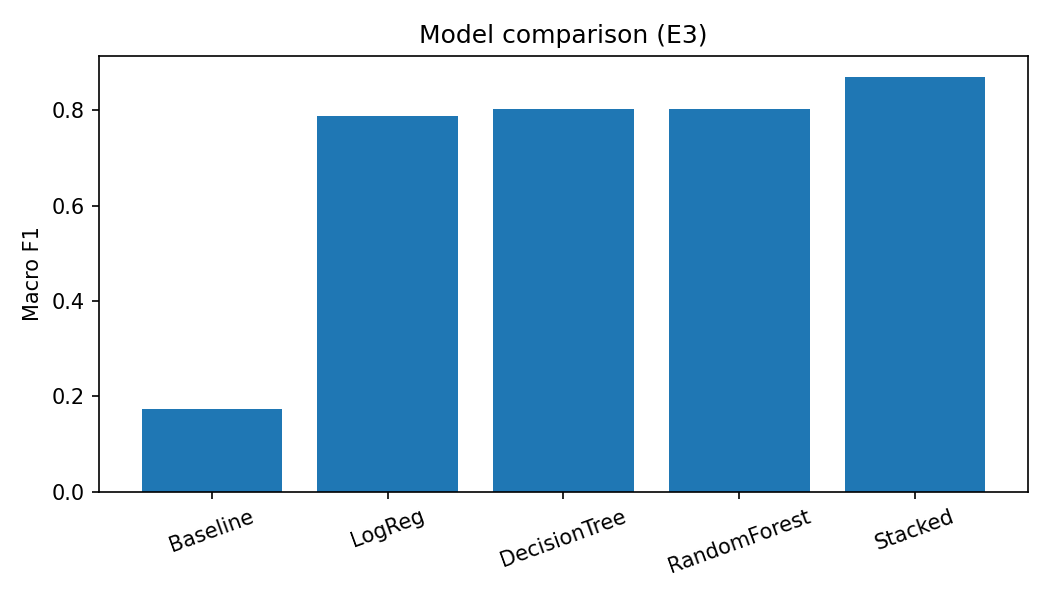 Model comparison (E3)
Macro F1
0.8
0.6
0.4
0.2
0.0
Baseline
LogReg
DecisionTree
RandomForest
Stacked